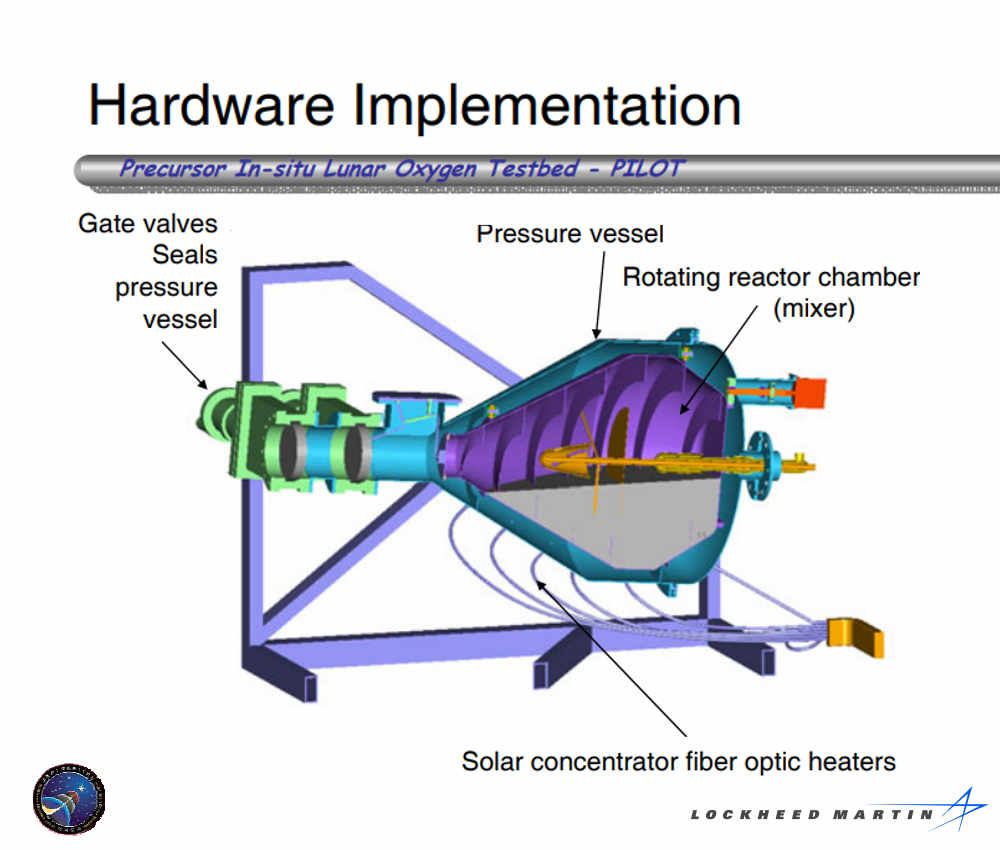 Hardware Implementation
Precursor In-situ Lunar Oxygen Testbed - PILOT
Gate valves
Seals
pressure
vessel
Pressure vessel
Rotating reactor chamber
(mixer)
Solar concentrator fiber optic heaters
LOCKHEED MARTIN